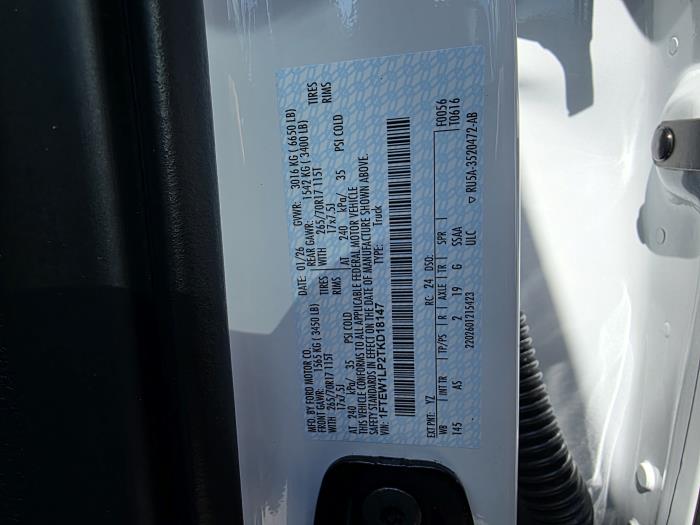 MFD. BY FORD MOTOR CO. DATE: 01/26 GVWR: 3016 KG ( 6650 LB)
FRONT GAWR: 1565 KG ( 3450 LB) REAR GAWR: 1542 KG ( 3400 LB)
265/70R17 115T TIRES WITH 265/70R17 115T TIRES
17x7.5J RIMS 17x7.5J RIMS
AT 240 kPa/ 35 PSI COLD AT 240 kPa/ 35 PSI COLD
THIS VEHICLE CONFORMS TO ALL APPLICABLE FEDERAL MOTOR VEHICLE
SAFETY STANDARDS IN EFFECT ON THE DATE OF MANUFACTURE SHOWN ABOVE.
VIN: 1FTEW1LP2TKD18147 TYPE: Truck
F0056
T0616
EXT PNT: YZ RC: 24 DSO:
WB INT TR TP/PS R AXLE TR SPR
145 AS 2 19 G SSAA
ULC
2202601215423 RU5A-3520472-AB